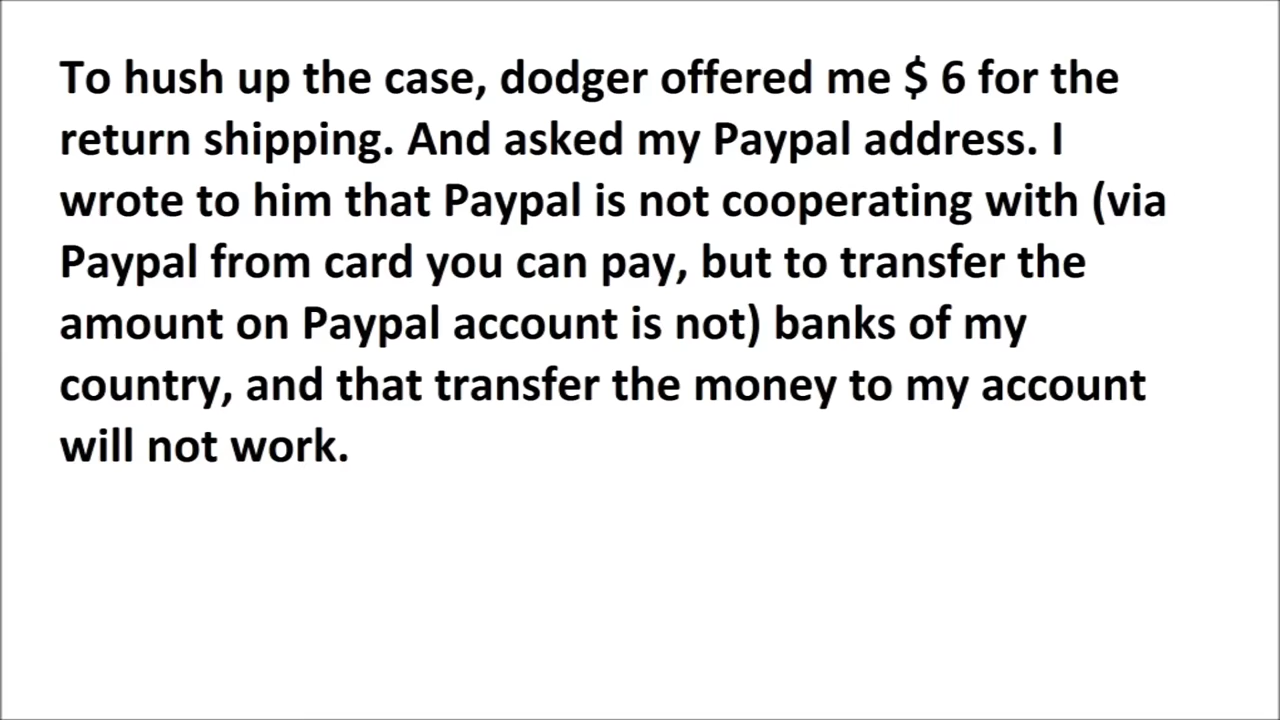 To hush up the case, dodger offered me $ 6 for the
return shipping. And asked my Paypal address. I
wrote to him that Paypal is not cooperating with (via
Paypal from card you can pay, but to transfer the
amount on Paypal account is not) banks of my
country, and that transfer the money to my account
will not work.